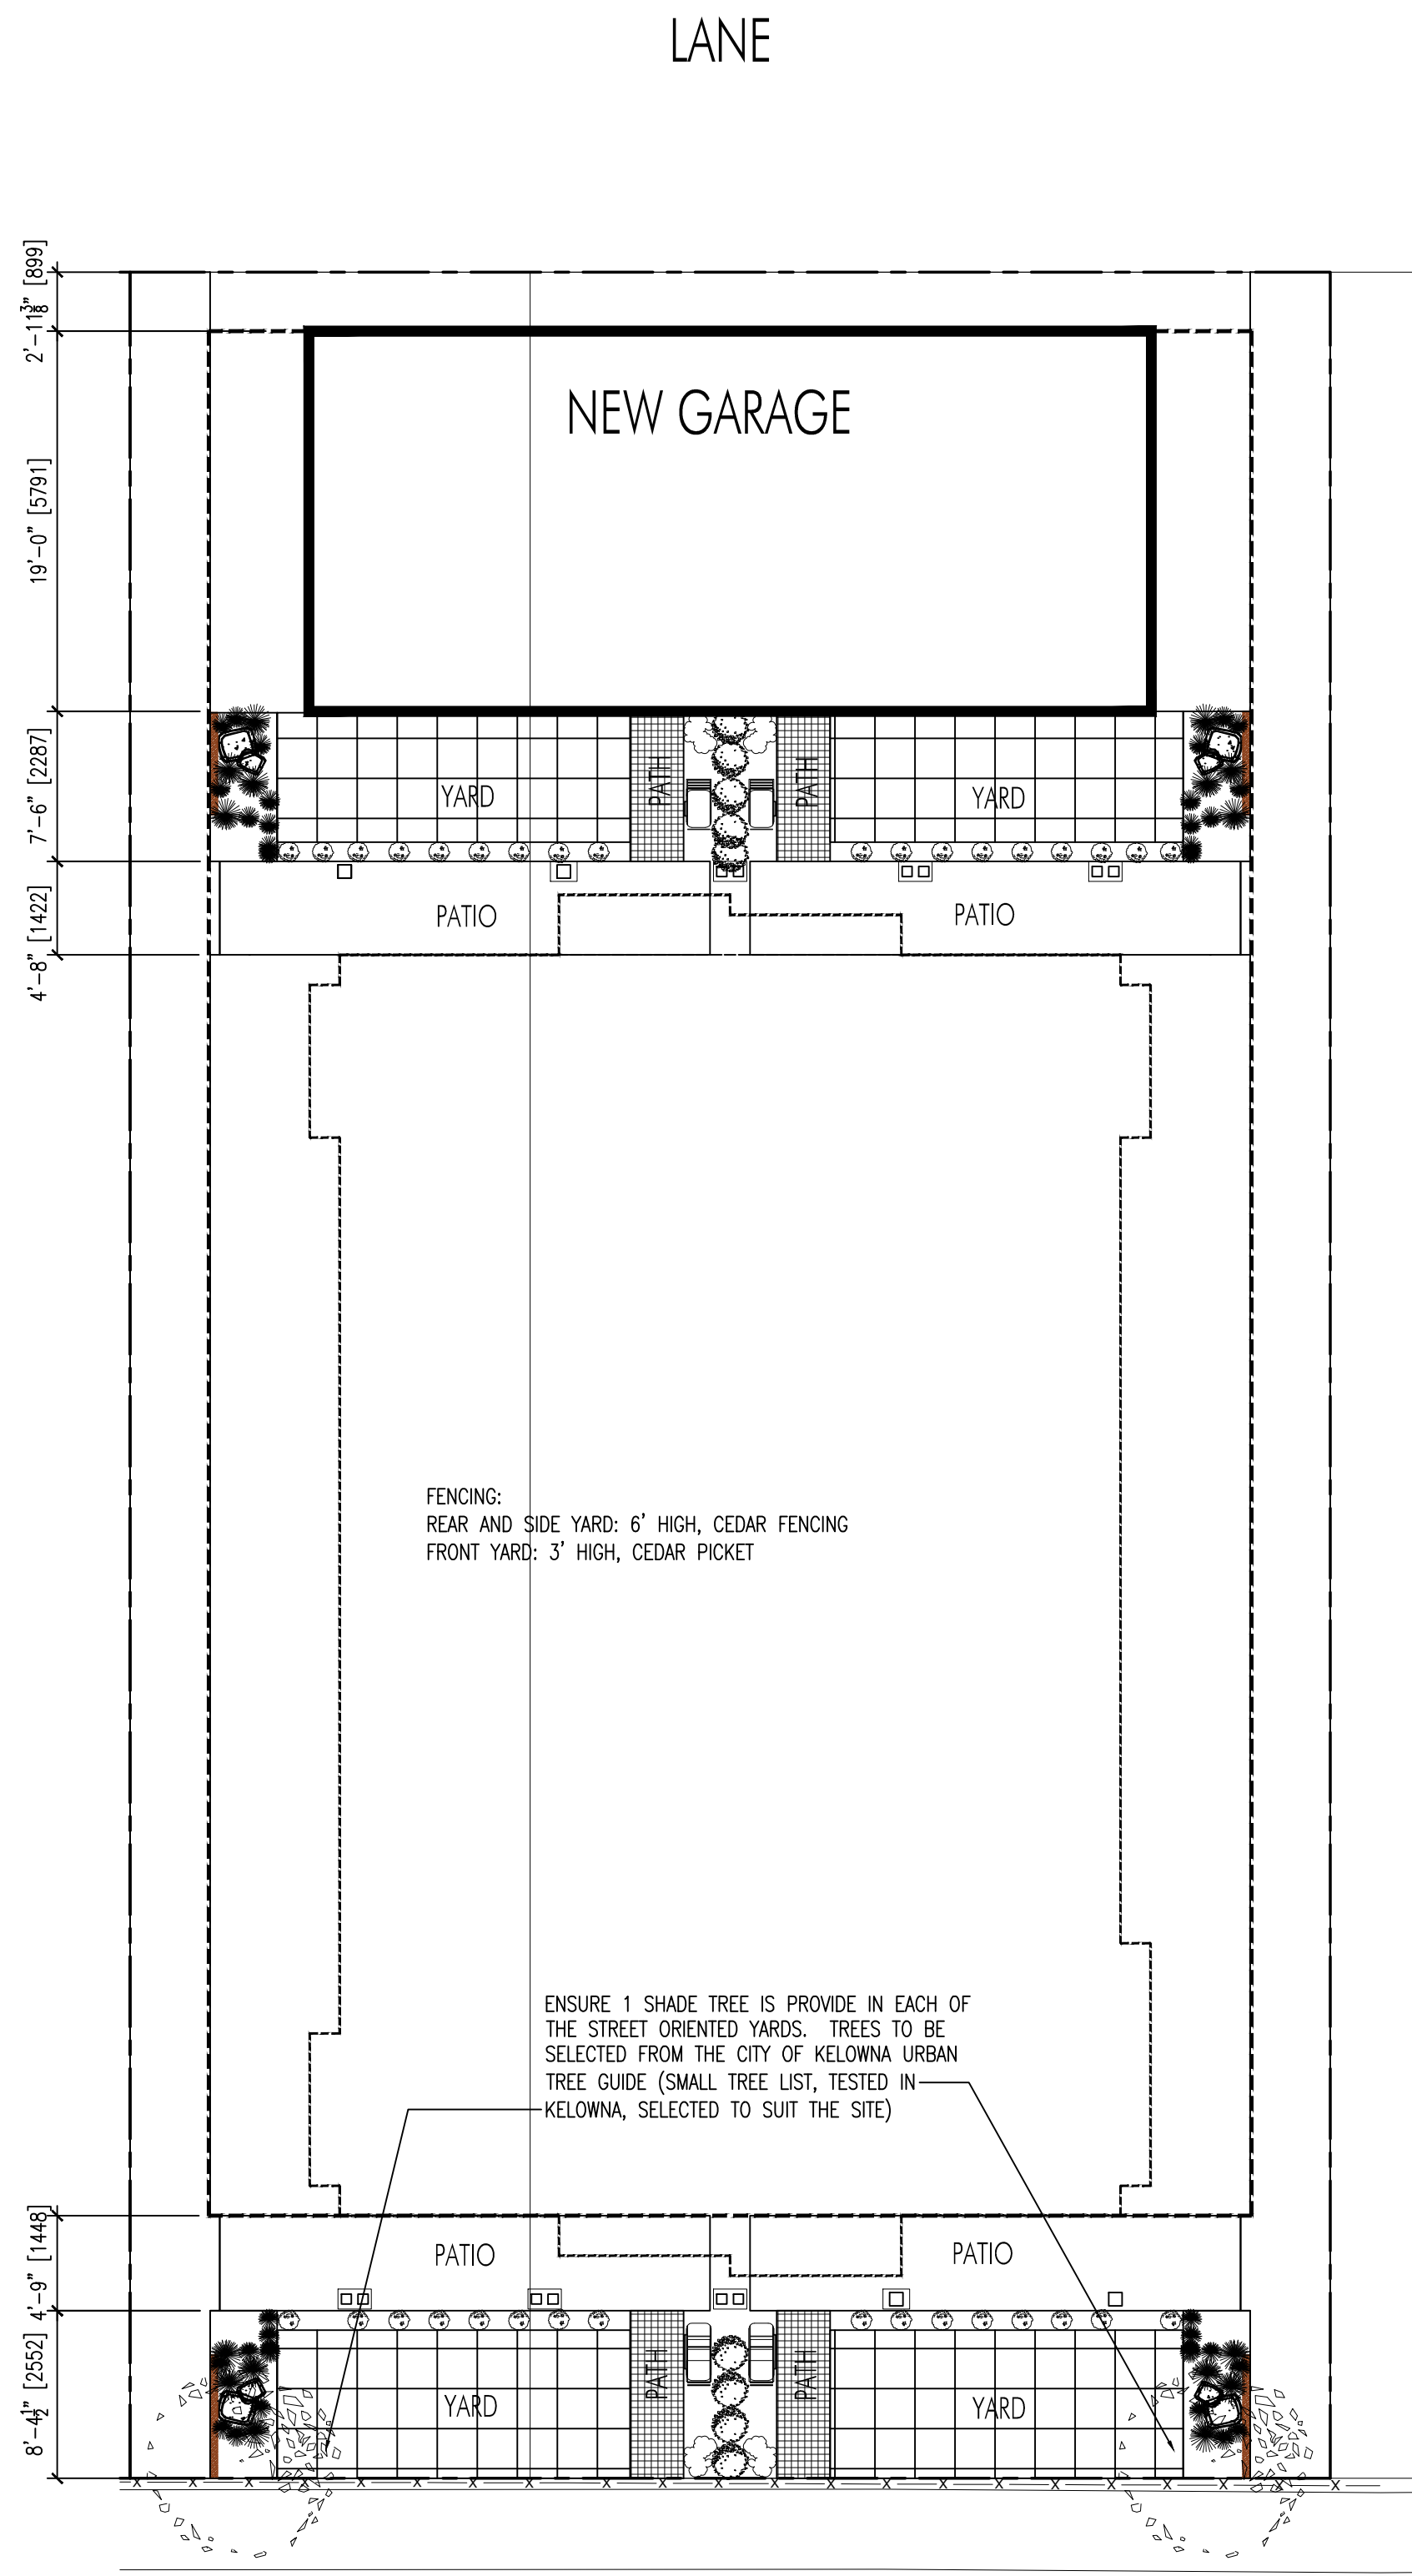 LANE
2'-11 3/8" [899]
NEW GARAGE
19'-0" [5791]
7'-6" [2287]
YARD
PATH
PATH
YARD
4'-8" [1422]
PATIO
PATIO
FENCING:
REAR AND SIDE YARD: 6' HIGH, CEDAR FENCING
FRONT YARD: 3' HIGH, CEDAR PICKET
ENSURE 1 SHADE TREE IS PROVIDE IN EACH OF
THE STREET ORIENTED YARDS. TREES TO BE
SELECTED FROM THE CITY OF KELOWNA URBAN
TREE GUIDE (SMALL TREE LIST, TESTED IN
KELOWNA, SELECTED TO SUIT THE SITE)
4'-9" [1448]
PATIO
PATIO
8'-4 1/2" [2552]
YARD
PATH
PATH
YARD
X X X X X X X X X X X X X X X X X X X X X X